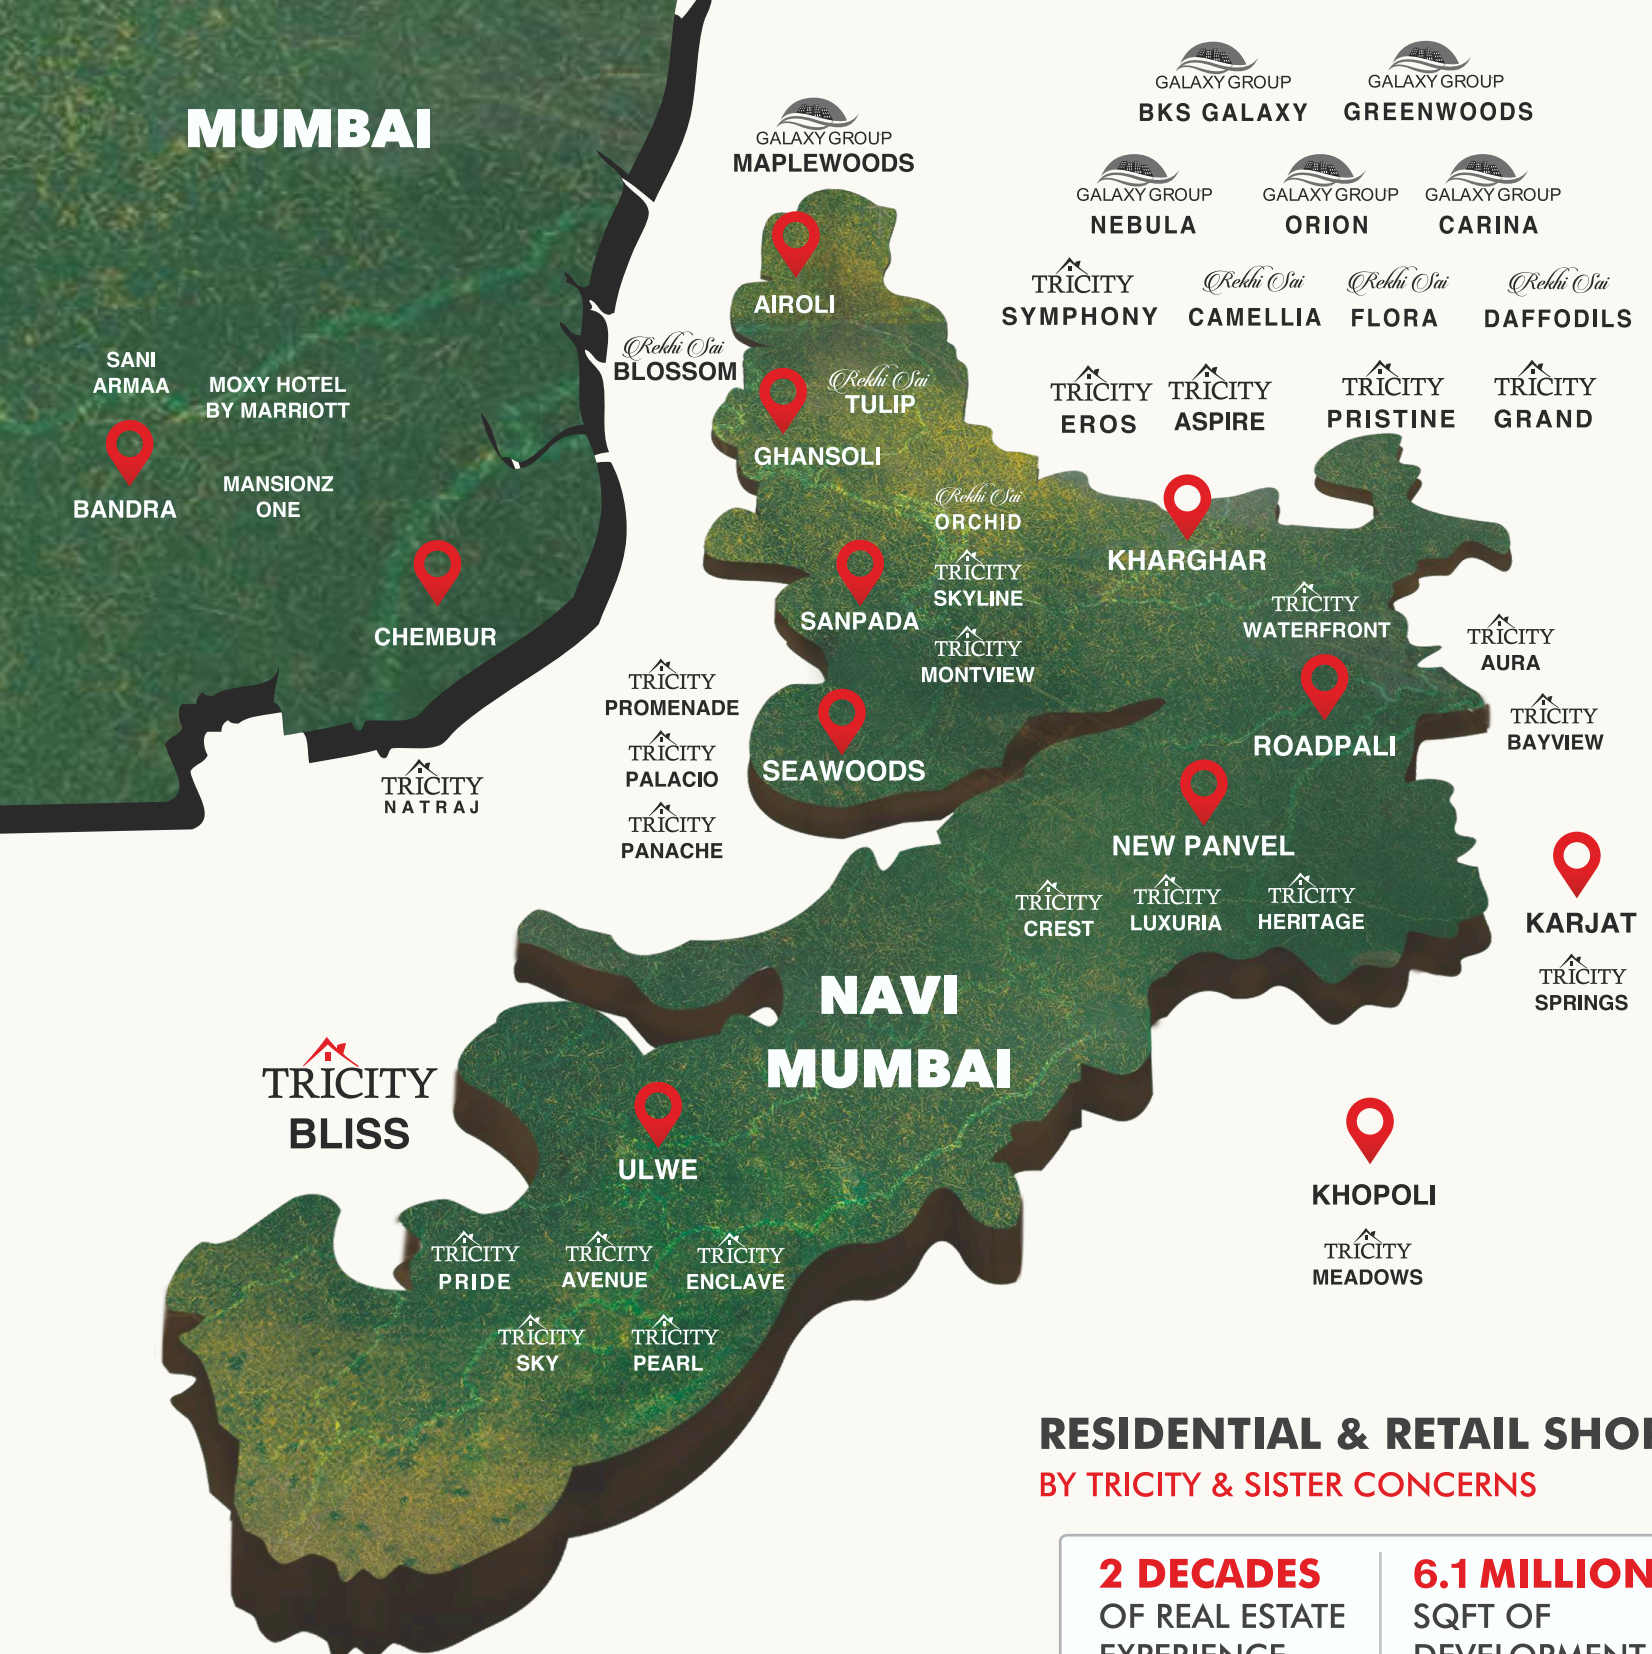 MUMBAI
SANI
ARMAA
MOXY HOTEL
BY MARRIOTT
BANDRA
MANSIONZ
ONE
CHEMBUR
TRICITY
NATRAJ
GALAXY GROUP
MAPLEWOODS
AIROLI
Rekhi Sai
BLOSSOM
Rekhi Sai
TULIP
GHANSOLI
GALAXY GROUP
BKS GALAXY
GALAXY GROUP
GREENWOODS
GALAXY GROUP
NEBULA
GALAXY GROUP
ORION
GALAXY GROUP
CARINA
TRICITY
SYMPHONY
Rekhi Sai
CAMELLIA
Rekhi Sai
FLORA
Rekhi Sai
DAFFODILS
TRICITY
EROS
TRICITY
ASPIRE
TRICITY
PRISTINE
TRICITY
GRAND
KHARGHAR
Rekhi Sai
ORCHID
TRICITY
SKYLINE
SANPADA
TRICITY
MONTVIEW
TRICITY
WATERFRONT
TRICITY
AURA
TRICITY
BAYVIEW
ROADPALI
TRICITY
PROMENADE
TRICITY
PALACIO
TRICITY
PANACHE
SEAWOODS
NEW PANVEL
TRICITY
CREST
TRICITY
LUXURIA
TRICITY
HERITAGE
KARJAT
TRICITY
SPRINGS
NAVI
MUMBAI
TRICITY
BLISS
ULWE
TRICITY
PRIDE
TRICITY
AVENUE
TRICITY
ENCLAVE
TRICITY
SKY
TRICITY
PEARL
KHOPOLI
TRICITY
MEADOWS
RESIDENTIAL & RETAIL
BY TRICITY & SISTER CONCERNS
2 DECADES
OF REAL ESTATE
EXPERIENCE
6.1 MILLION
SQFT OF
DEVELOPMENT